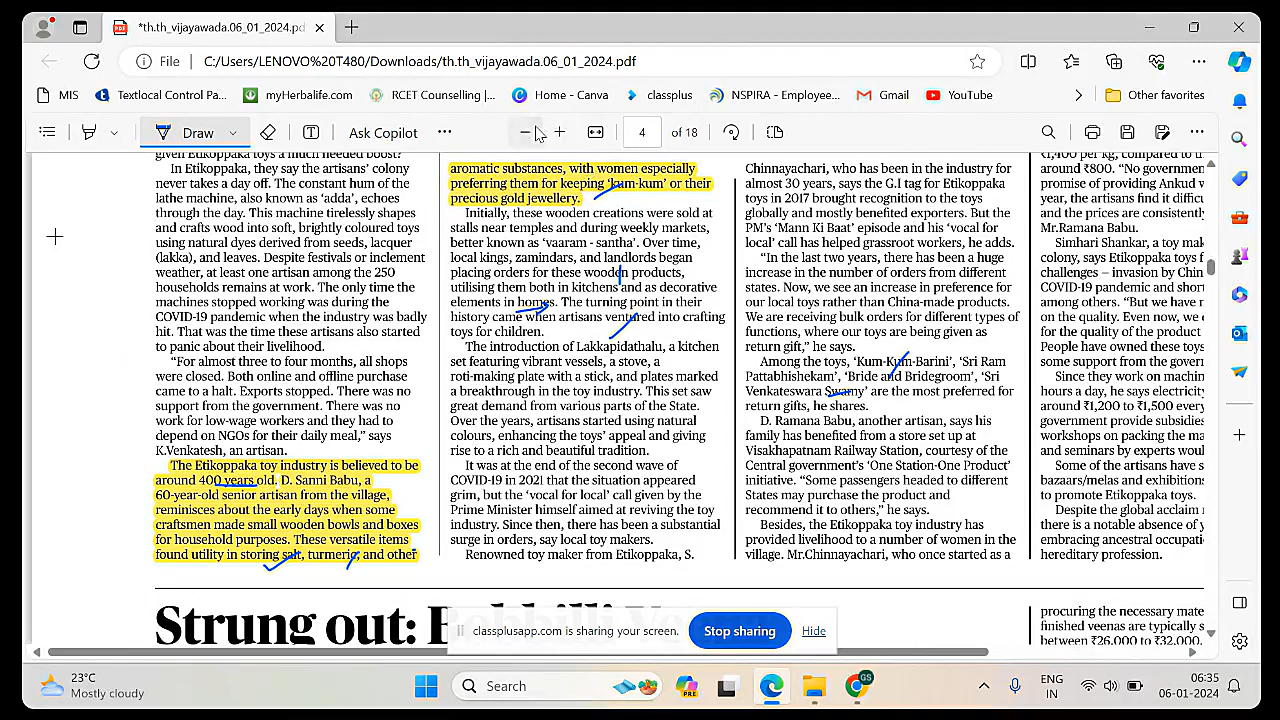 *th.th_vijayawada.06_01_2024.pd
File
C:/Users/LENOVO%20T480/Downloads/th.th_vijayawada.06_01_2024.pdf
MIS
Textlocal Control Pa...
myHerbalife.com
RCET Counselling |...
Home - Canva
classplus
NSPIRA - Employee...
Gmail
YouTube
Other favorites
Draw
Ask Copilot
4 of 18
given Etikoppaka toys a much needed boost?
In Etikoppaka, they say the artisans' colony
never takes a day off. The constant hum of the
lathe machine, also known as 'adda', echoes
through the day. This machine tirelessly shapes
and crafts wood into soft, brightly coloured toys
using natural dyes derived from seeds, lacquer
(lakka), and leaves. Despite festivals or inclement
weather, at least one artisan among the 250
households remains at work. The only time the
machines stopped working was during the
COVID-19 pandemic when the industry was badly
hit. That was the time these artisans also started
to panic about their livelihood.
"For almost three to four months, all shops
were closed. Both online and offline purchase
came to a halt. Exports stopped. There was no
support from the government. There was no
work for low-wage workers and they had to
depend on NGOs for their daily meal," says
K.Venkatesh, an artisan.
The Etikoppaka toy industry is believed to be
around 400 years old. D. Sanni Babu, a
60-year-old senior artisan from the village,
reminisces about the early days when some
craftsmen made small wooden bowls and boxes
for household purposes. These versatile items
found utility in storing salt, turmeric, and other
aromatic substances, with women especially
preferring them for keeping 'kum-kum' or their
precious gold jewellery.
Initially, these wooden creations were sold at
stalls near temples and during weekly markets,
better known as 'vaaram - santha'. Over time,
local kings, zamindars, and landlords began
placing orders for these wooden products,
utilising them both in kitchens and as decorative
elements in homes. The turning point in their
history came when artisans ventured into crafting
toys for children.
The introduction of Lakkapidathalu, a kitchen
set featuring vibrant vessels, a stove, a
roti-making plate with a stick, and plates marked
a breakthrough in the toy industry. This set saw
great demand from various parts of the State.
Over the years, artisans started using natural
colours, enhancing the toys' appeal and giving
rise to a rich and beautiful tradition.
It was at the end of the second wave of
COVID-19 in 2021 that the situation appeared
grim, but the 'vocal for local' call given by the
Prime Minister himself aimed at reviving the toy
industry. Since then, there has been a substantial
surge in orders, say local toy makers.
Renowned toy maker from Etikoppaka, S.
Chinnayachari, who has been in the industry for
almost 30 years, says the G.I tag for Etikoppaka
toys in 2017 brought recognition to the toys
globally and mostly benefited exporters. But the
PM's 'Mann Ki Baat' episode and his 'vocal for
local' call has helped grassroot workers, he adds.
"In the last two years, there has been a huge
increase in the number of orders from different
states. Now, we see an increase in preference for
our local toys rather than China-made products.
We are receiving bulk orders for different types of
functions, where our toys are being given as
return gift," he says.
Among the toys, 'Kum-Kum-Barini', 'Sri Ram
Pattabhishekam', 'Bride and Bridegroom', 'Sri
Venkateswara Swamy' are the most preferred for
return gifts, he shares.
D. Ramana Babu, another artisan, says his
family has benefited from a store set up at
Visakhapatnam Railway Station, courtesy of the
Central government's 'One Station-One Product'
initiative. "Some passengers headed to different
States may purchase the product and
recommend it to others," he says.
Besides, the Etikoppaka toy industry has
provided livelihood to a number of women in the
village. Mr.Chinnayachari, who once started as a
₹1,400 per kg, compared to th
around ₹800. "No governmen
promise of providing Ankud v
year, the artisans find it difficu
and the prices are consistently
Mr.Ramana Babu.
Simhari Shankar, a toy mak
colony, says Etikoppaka toys f
challenges – invasion by Chin
COVID-19 pandemic and short
among others. "But we have n
on the quality. Even now, we c
for the quality of the product
People have owned these toys
some support from the govern
Since they work on machin
hours a day, he says electricity
around ₹1,200 to ₹1,500 every
government provide subsidies
workshops on packing the ma
and seminars by experts woul
Some of the artisans have s
bazaars/melas and exhibitions
to promote Etikoppaka toys.
Despite the global acclaim
there is a notable absence of y
embracing ancestral occupati
hereditary profession.
Strung out: Bobbilli
procuring the necessary mate
finished veenas are typically s
between ₹26,000 to ₹32,000.
classplusapp.com is sharing your screen.
Stop sharing
Hide
23°C
Mostly cloudy
Search
PRE
GS
ENG
IN
06:35
06-01-2024